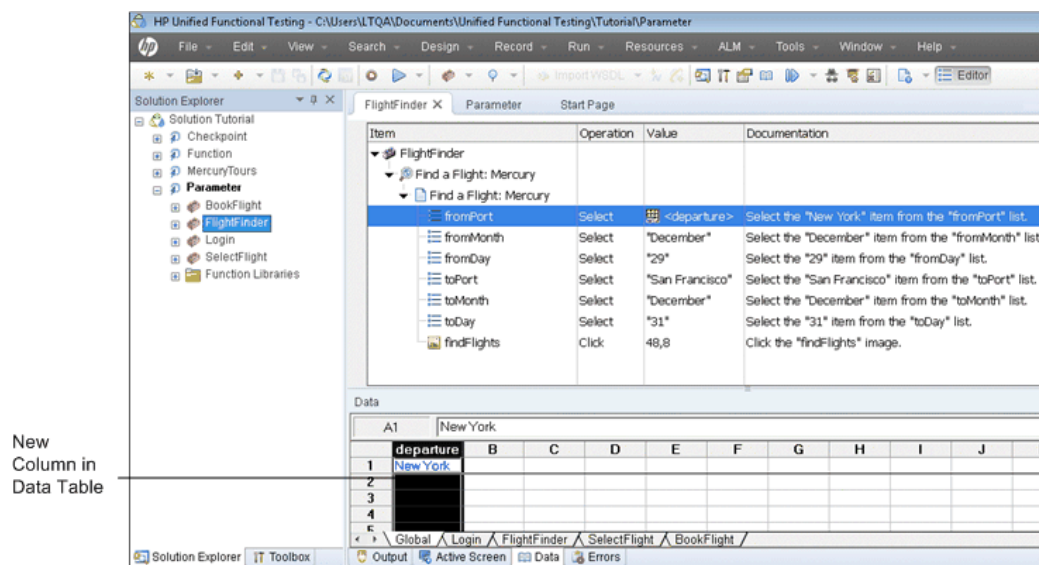 HP Unified Functional Testing - C:\Users\LTQA\Documents\Unified Functional Testing\Tutorial\Parameter
hp File Edit View Search Design Record Run Resources ALM Tools Window Help
Import WSDL Editor
Solution Explorer
Solution Tutorial
Checkpoint
Function
MercuryTours
Parameter
BookFlight
FlightFinder
Login
SelectFlight
Function Libraries
FlightFinder X Parameter Start Page
Item Operation Value Documentation
FlightFinder
Find a Flight: Mercury
Find a Flight: Mercury
fromPort Select <departure> Select the "New York" item from the "fromPort" list.
fromMonth Select "December" Select the "December" item from the "fromMonth" list
fromDay Select "29" Select the "29" item from the "fromDay" list.
toPort Select "San Francisco" Select the "San Francisco" item from the "toPort" list.
toMonth Select "December" Select the "December" item from the "toMonth" list.
toDay Select "31" Select the "31" item from the "toDay" list.
findFlights Click 48,8 Click the "findFlights" image.
Data
A1 New York
departure B C D E F G H I J
1 New York
2
3
4
5
Global Login FlightFinder SelectFlight BookFlight
Solution Explorer Toolbox Output Active Screen Data Errors
New
Column in
Data Table